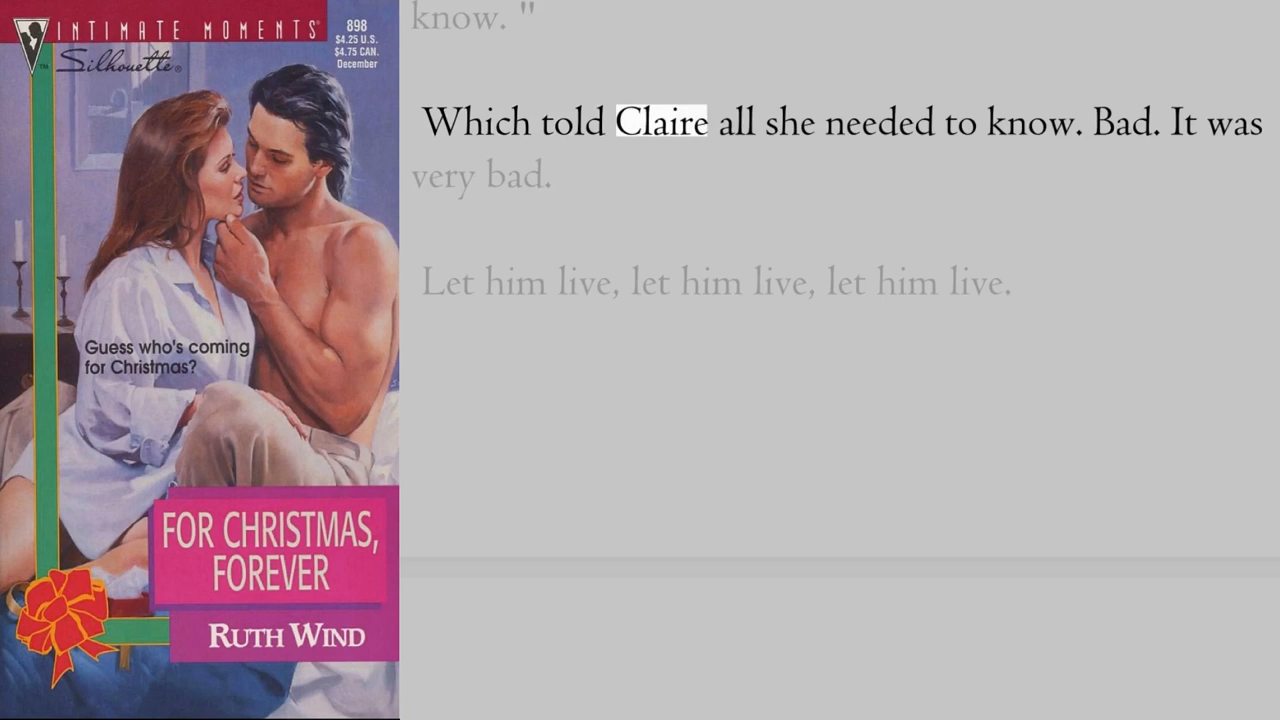 INTIMATE MOMENTS®
Silhouette®
TM
898
$4.25 U.S.
$4.75 CAN.
December
Guess who's coming
for Christmas?
FOR CHRISTMAS,
FOREVER
RUTH WIND
know. "
Which told Claire all she needed to know. Bad. It was
very bad.
Let him live, let him live, let him live.